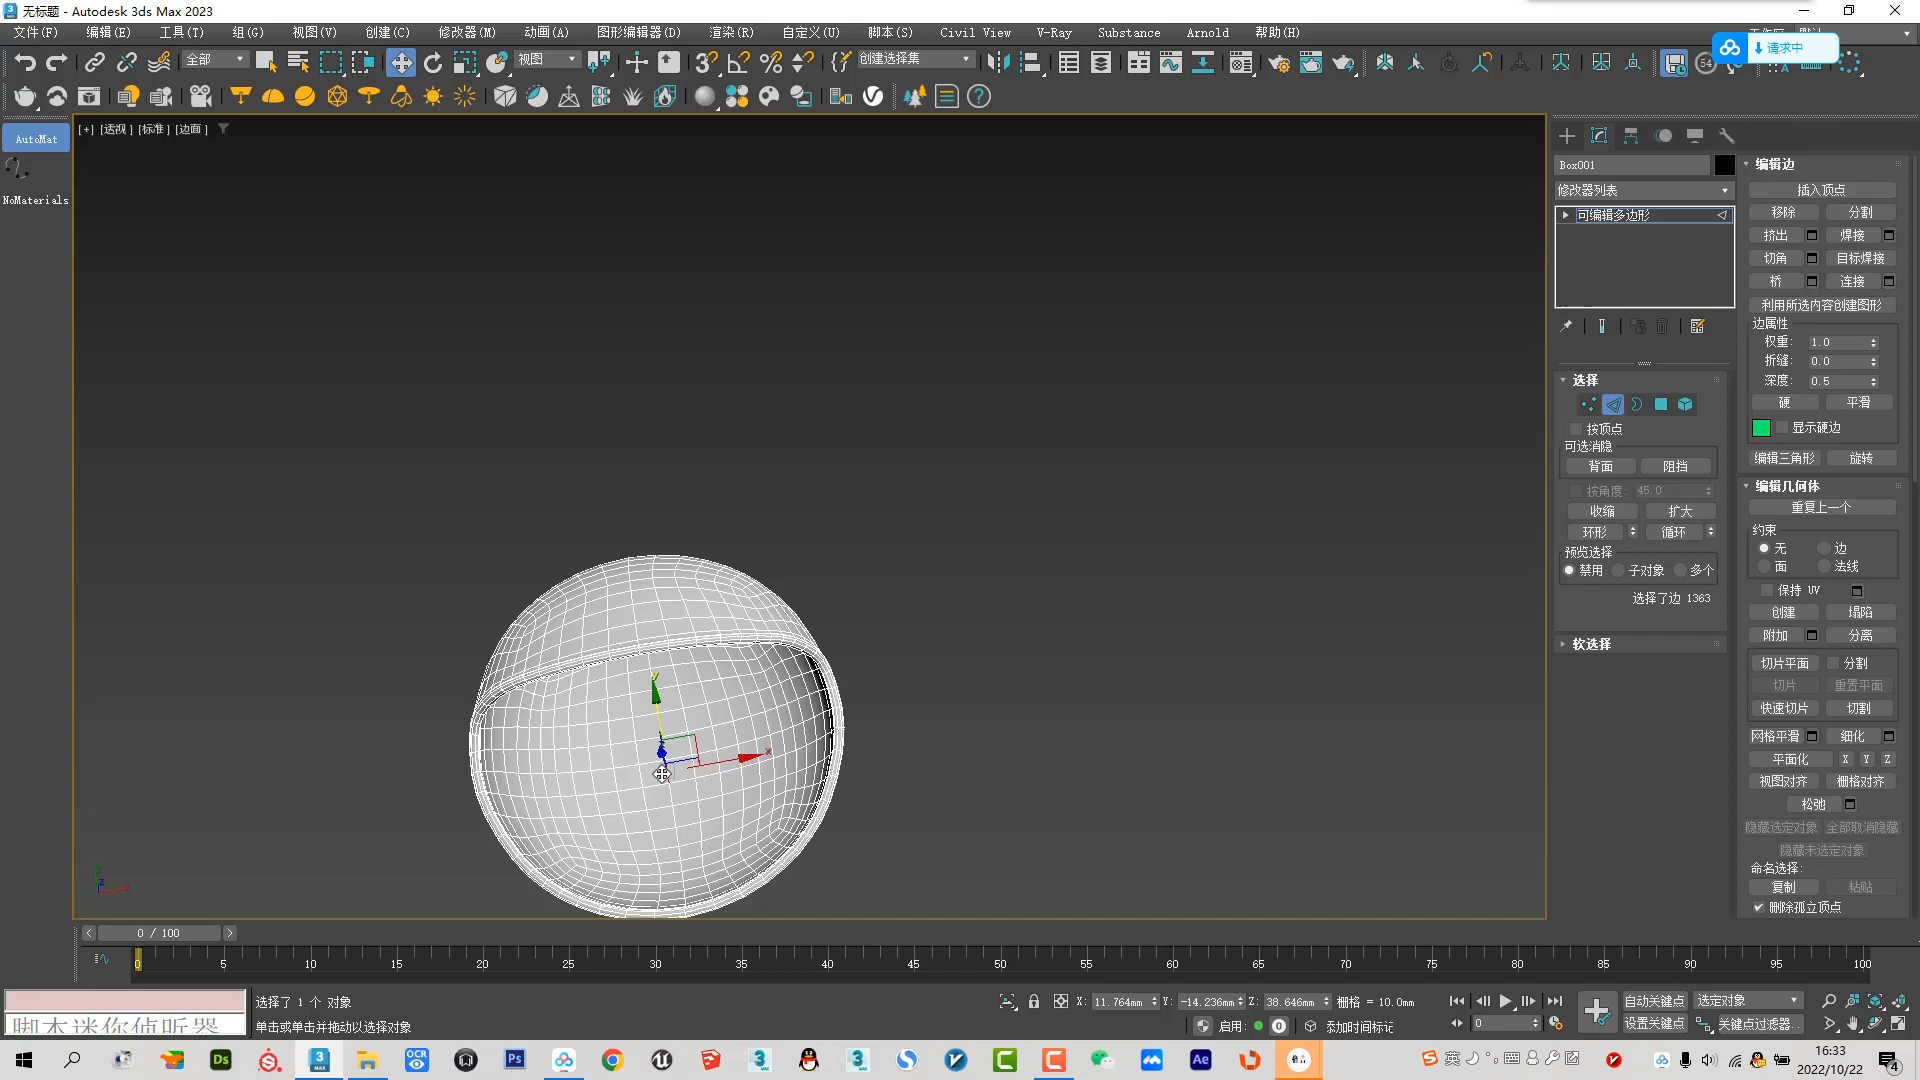 无标题 - Autodesk 3ds Max 2023
文件(F) 编辑(E) 工具(T) 组(G) 视图(V) 创建(C) 修改器(M) 动画(A) 图形编辑器(D) 渲染(R) 自定义(U) 脚本(S) Civil View V-Ray Substance Arnold 帮助(H)
请求中
全部 视图 创建选择集
AutoMat
NoMaterials
[+] [透视] [标准] [边面]
Box001
修改器列表
可编辑多边形
选择
按顶点
可选消隐
背面 阻挡
按角度: 45.0
收缩 扩大
环形 循环
预览选择
禁用 子对象 多个
选择了边 1363
软选择
编辑边
插入顶点
移除 分割
挤出 焊接
切角 目标焊接
桥 连接
利用所选内容创建图形
边属性
权重: 1.0
折缝: 0.0
深度: 0.5
硬 平滑
显示硬边
编辑三角形 旋转
编辑几何体
重复上一个
约束
无 边
面 法线
保持 UV
创建 塌陷
附加 分离
切片平面 分割
切片 重置平面
快速切片 切割
网格平滑 细化
平面化 X Y Z
视图对齐 栅格对齐
松弛
隐藏选定对象 全部取消隐藏
隐藏未选定对象
命名选择:
复制 粘贴
删除孤立顶点
0 / 100
0 5 10 15 20 25 30 35 40 45 50 55 60 65 70 75 80 85 90 95 100
脚本迷你侦听器
选择了 1 个 对象
单击或单击并拖动以选择对象
X: 11.764mm Y: -14.236mm Z: 38.646mm 栅格 = 10.0mm
启用: 添加时间标记
0
自动关键点 选定对象
设置关键点 关键点过滤器...
英
16:33
2022/10/22